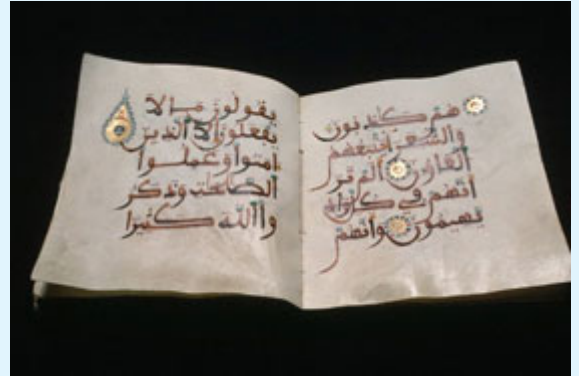 هم كذبون
والشعرا يتبعهم
الغاون الم تر
انهم في كل واد
يهيمون وانهم
يقولون ما لا
يفعلون الا الذين
امنوا وعملوا
الصلحت وذكر
وا الله كثيرا